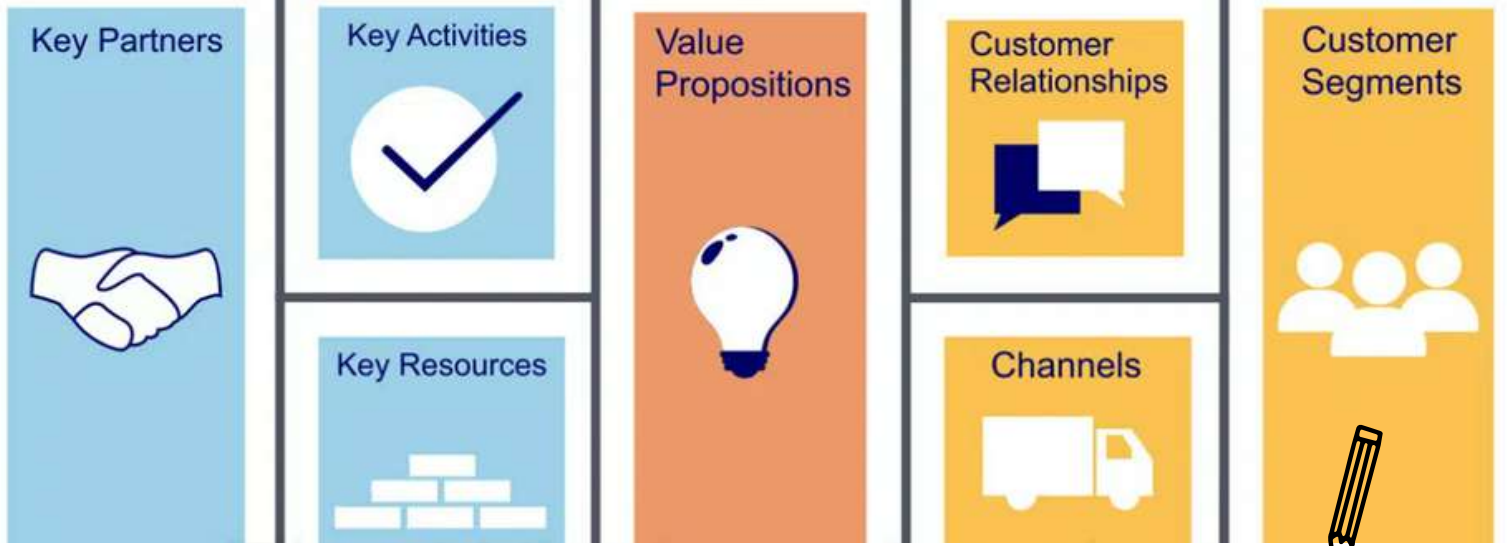 Key Partners
Key Activities
Key Resources
Value
Propositions
Customer
Relationships
Channels
Customer
Segments